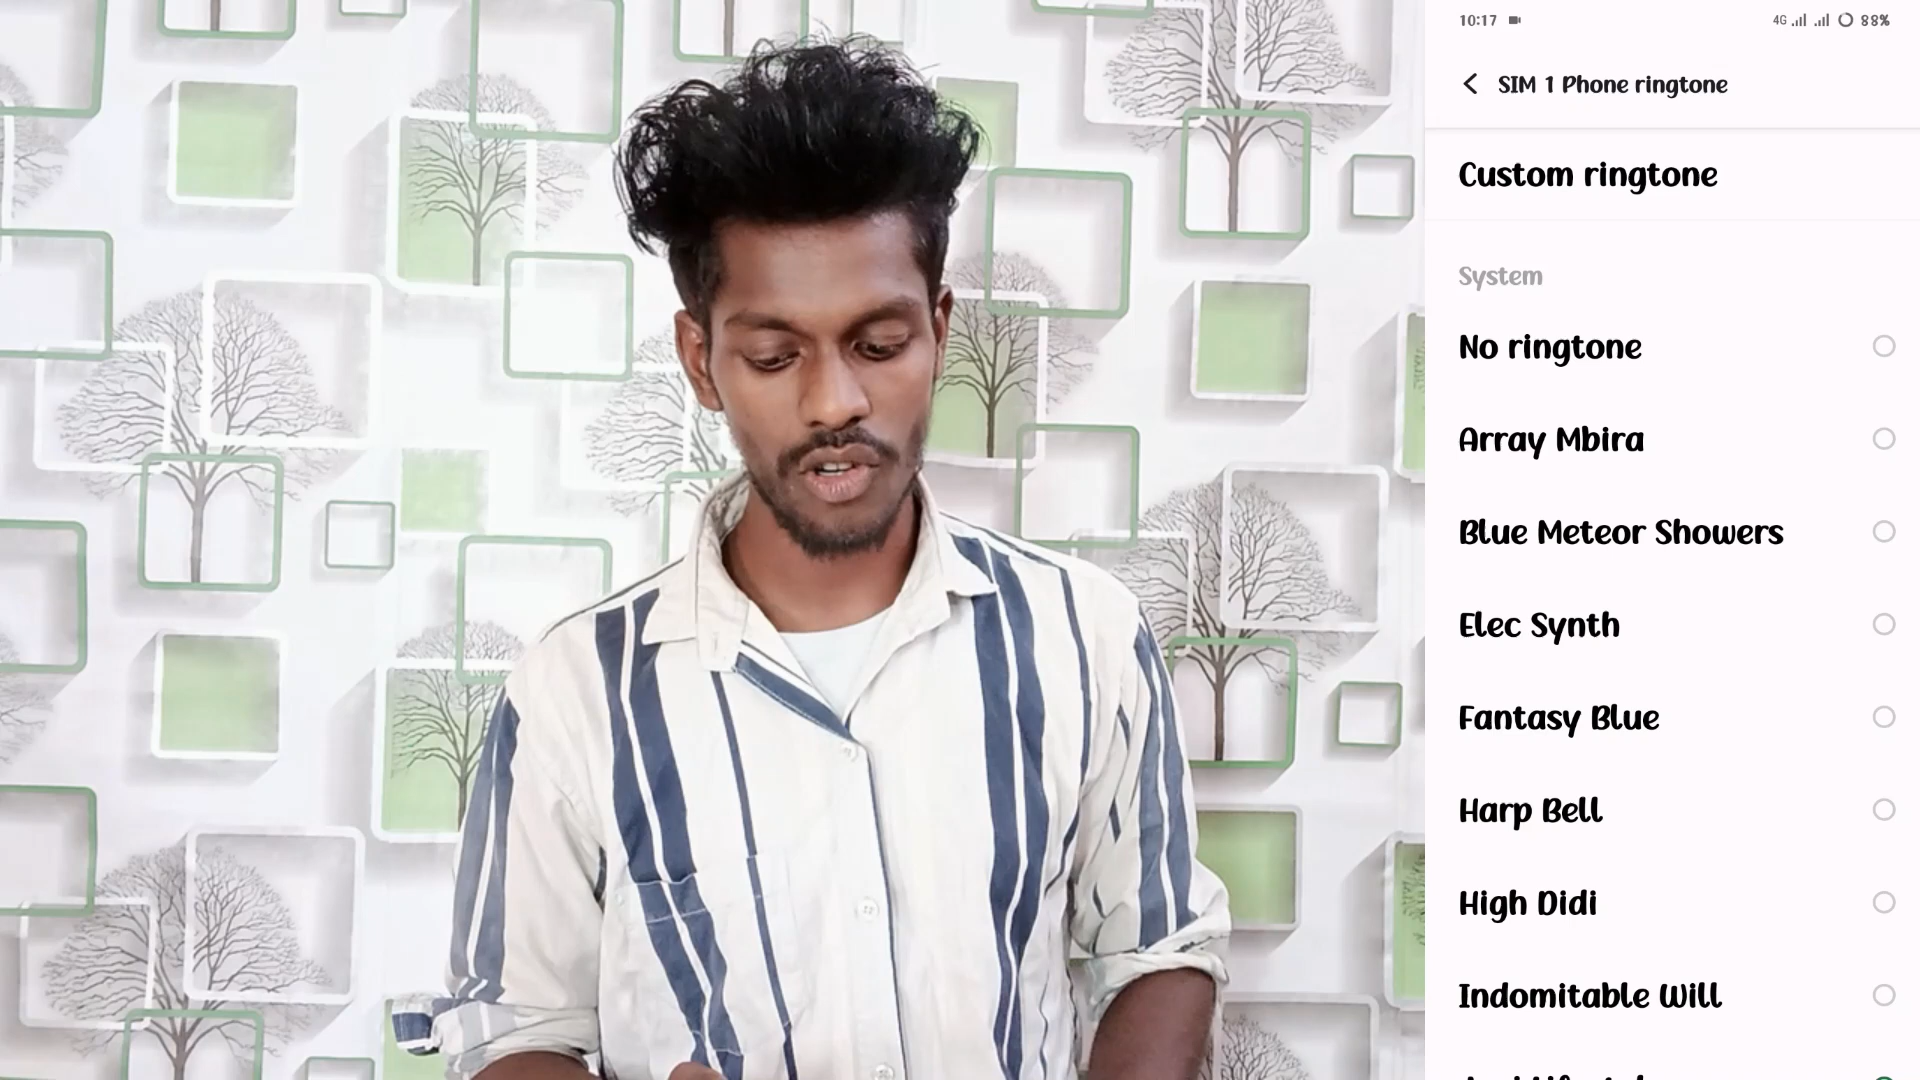 10:17 4G 88%
SIM 1 Phone ringtone
Custom ringtone
System
No ringtone
Array Mbira
Blue Meteor Showers
Elec Synth
Fantasy Blue
Harp Bell
High Didi
Indomitable Will